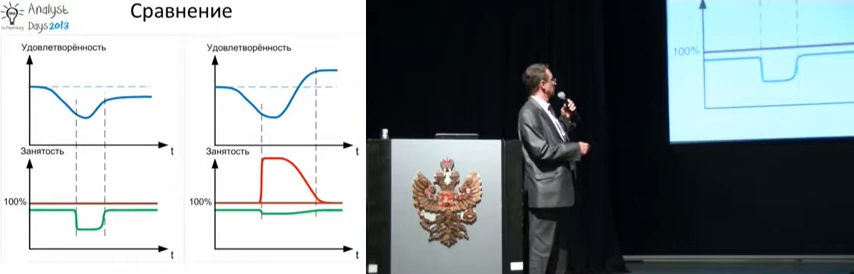 Analyst
Days 2013
Сравнение
Удовлетворённость
t
Занятость
100%
t
Удовлетворённость
t
Занятость
100%
t
100%